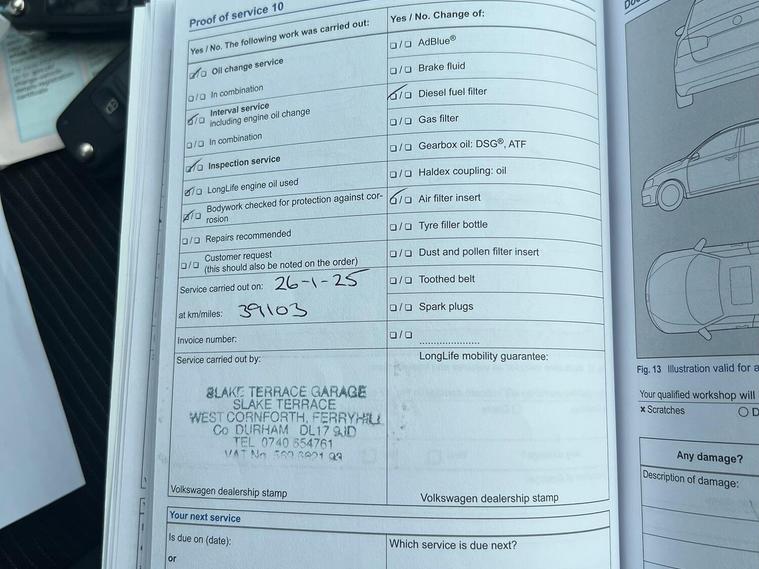 Proof of service 10
Yes / No. The following work was carried out:
☑/☐ Oil change service
☐/☐ In combination
☑/☐ Interval service
including engine oil change
☐/☐ In combination
☑/☐ Inspection service
☑/☐ LongLife engine oil used
☑/☐ Bodywork checked for protection against cor-
rosion
☐/☐ Repairs recommended
☐/☐ Customer request
(this should also be noted on the order)
Service carried out on: 26-1-25
at km/miles: 39103
Invoice number:
Service carried out by:
SLAKE TERRACE GARAGE
SLAKE TERRACE
WEST CORNFORTH, FERRYHILL
Co DURHAM DL17 9JD
TEL 0740 654761
VAT No.
Volkswagen dealership stamp
Yes / No. Change of:
☐/☐ AdBlue®
☐/☐ Brake fluid
☑/☐ Diesel fuel filter
☐/☐ Gas filter
☐/☐ Gearbox oil: DSG®, ATF
☐/☐ Haldex coupling: oil
☑/☐ Air filter insert
☐/☐ Tyre filler bottle
☐/☐ Dust and pollen filter insert
☐/☐ Toothed belt
☐/☐ Spark plugs
☐/☐ ....................
LongLife mobility guarantee:
Volkswagen dealership stamp
Your next service
Is due on (date):
or
Which service is due next?
Fig. 13 Illustration valid for a
Your qualified workshop will
× Scratches
○ D
Any damage?
Description of damage: